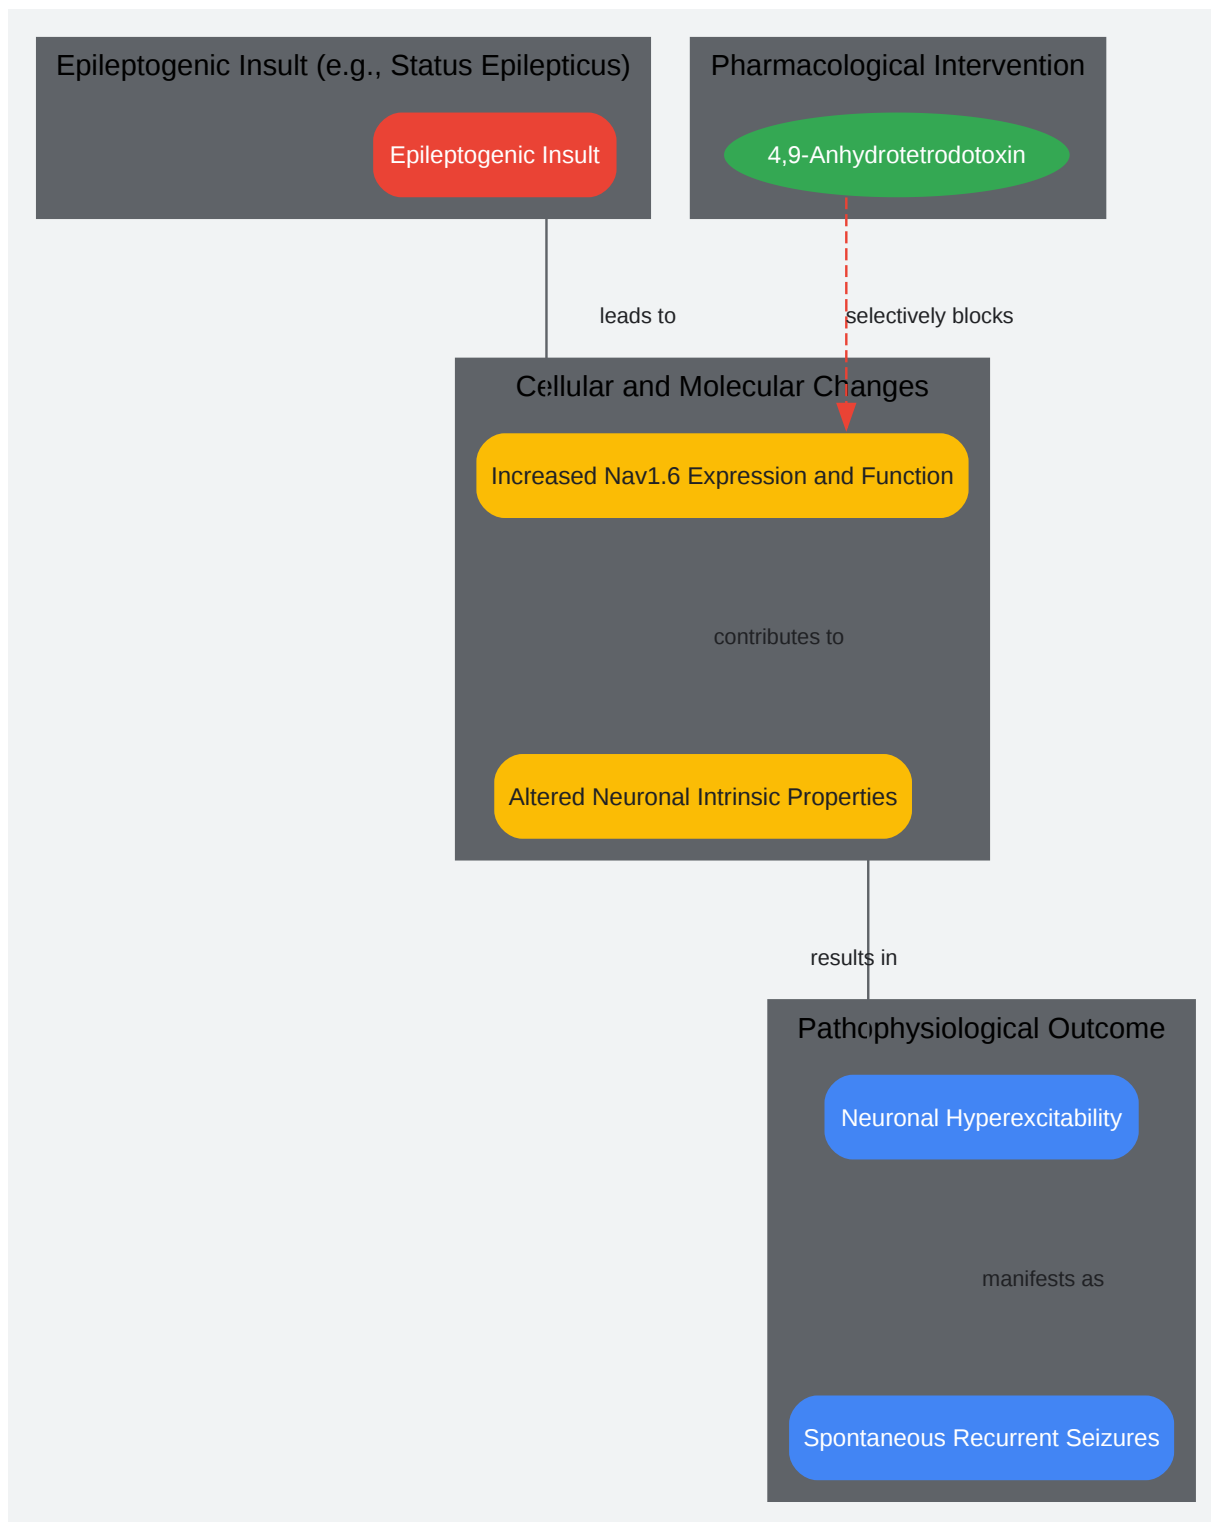 Epileptogenic Insult (e.g., Status Epilepticus)
Pharmacological Intervention
Epileptogenic Insult
4,9-Anhydrotetrodotoxin
leads to
selectively blocks
Cellular and Molecular Changes
Increased Nav1.6 Expression and Function
contributes to
Altered Neuronal Intrinsic Properties
results in
Pathophysiological Outcome
Neuronal Hyperexcitability
manifests as
Spontaneous Recurrent Seizures